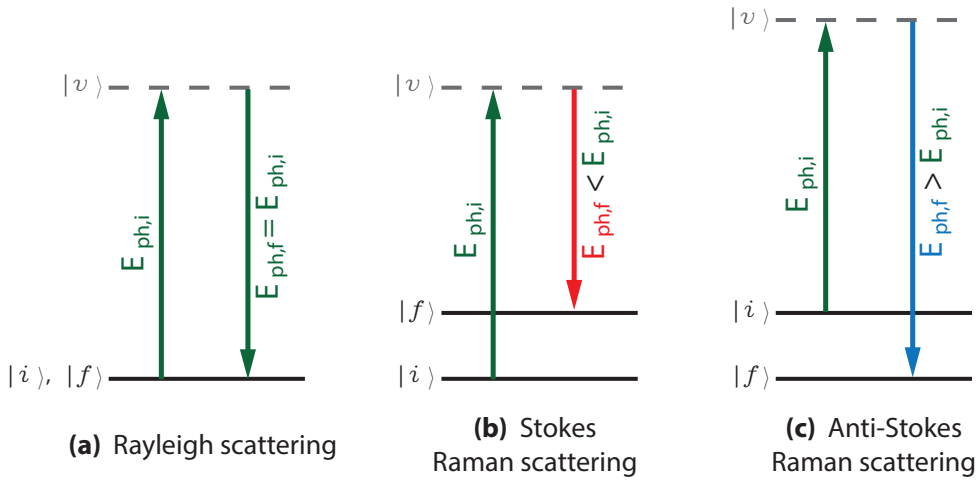 |v⟩
E ph,i
E ph,f = E ph,i
|i⟩, |f⟩
(a) Rayleigh scattering
|v⟩
E ph,i
E ph,f < E ph,i
|f⟩
|i⟩
(b) Stokes
Raman scattering
|v⟩
E ph,i
E ph,f > E ph,i
|i⟩
|f⟩
(c) Anti-Stokes
Raman scattering